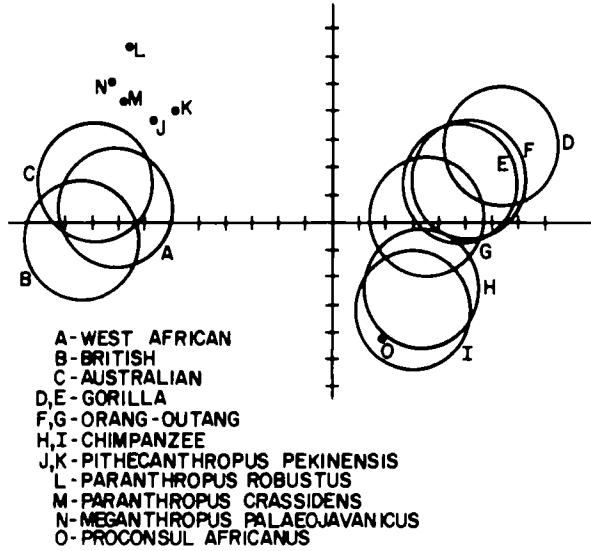 L
N
M
K
J
C
D
F
E
A
G
B
H
O
I
A-WEST AFRICAN
B-BRITISH
C-AUSTRALIAN
D,E-GORILLA
F,G-ORANG-OUTANG
H,I-CHIMPANZEE
J,K-PITHECANTHROPUS PEKINENSIS
L-PARANTHROPUS ROBUSTUS
M-PARANTHROPUS CRASSIDENS
N-MEGANTHROPUS PALAEOJAVANICUS
O-PROCONSUL AFRICANUS